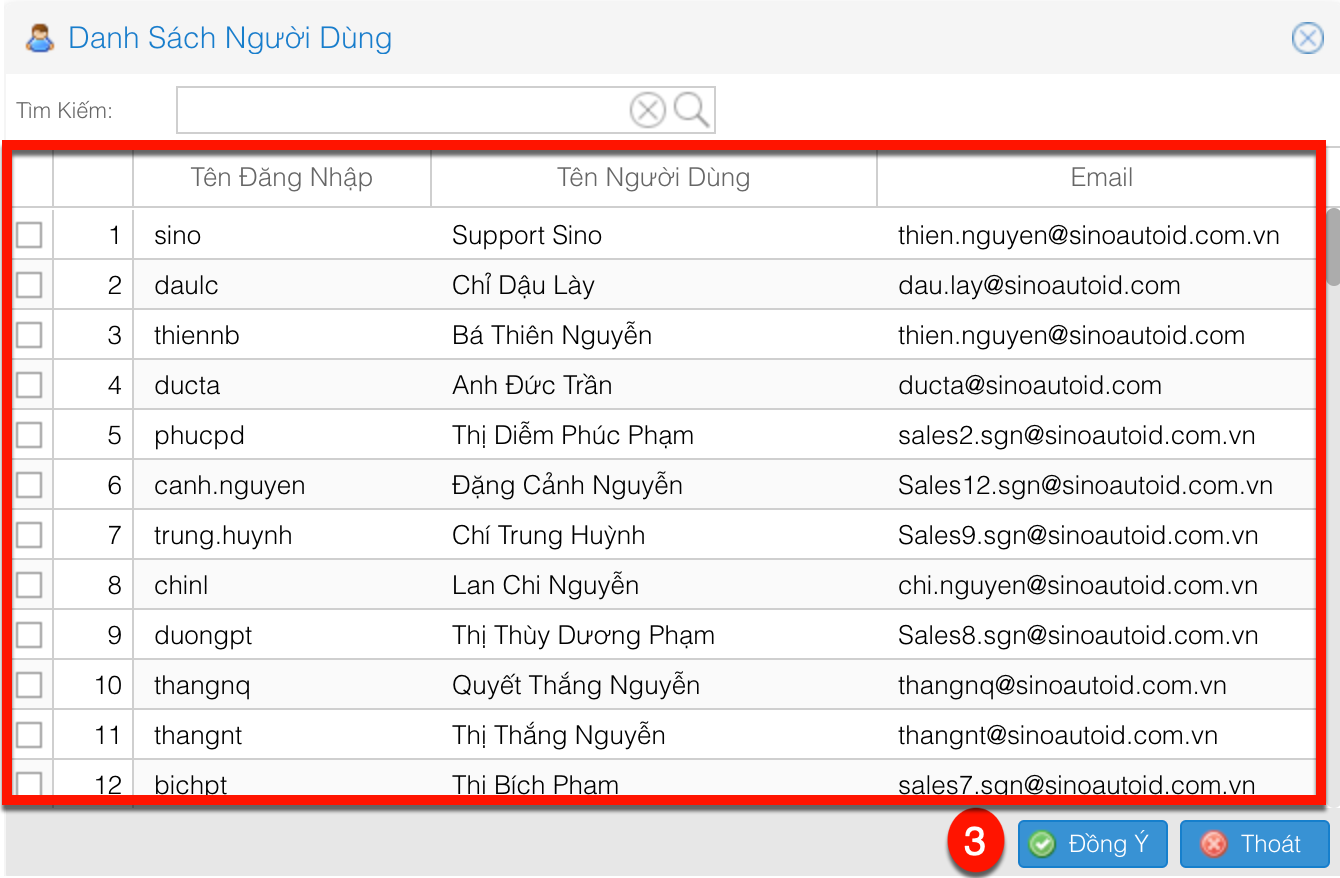 Danh Sách Người Dùng
Tìm Kiếm:
Tên Đăng Nhập Tên Người Dùng Email
1 sino Support Sino thien.nguyen@sinoautoid.com.vn
2 daulc Chỉ Dậu Lày dau.lay@sinoautoid.com
3 thiennb Bá Thiên Nguyễn thien.nguyen@sinoautoid.com
4 ducta Anh Đức Trần ducta@sinoautoid.com
5 phucpd Thị Diễm Phúc Phạm sales2.sgn@sinoautoid.com.vn
6 canh.nguyen Đặng Cảnh Nguyễn Sales12.sgn@sinoautoid.com.vn
7 trung.huynh Chí Trung Huỳnh Sales9.sgn@sinoautoid.com.vn
8 chinl Lan Chi Nguyễn chi.nguyen@sinoautoid.com.vn
9 duongpt Thị Thùy Dương Phạm Sales8.sgn@sinoautoid.com.vn
10 thangnq Quyết Thắng Nguyễn thangnq@sinoautoid.com.vn
11 thangnt Thị Thắng Nguyễn thangnt@sinoautoid.com.vn
12 bichpt Thị Bích Phạm sales7.sgn@sinoautoid.com.vn
3 Đồng Ý Thoát